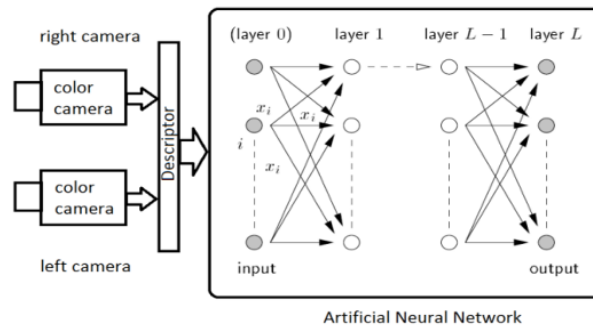 right camera
color
camera
color
camera
left camera
Descriptor
(layer 0)
layer 1
layer L − 1
layer L
x_i
x_i
i
x_i
input
output
Artificial Neural Network